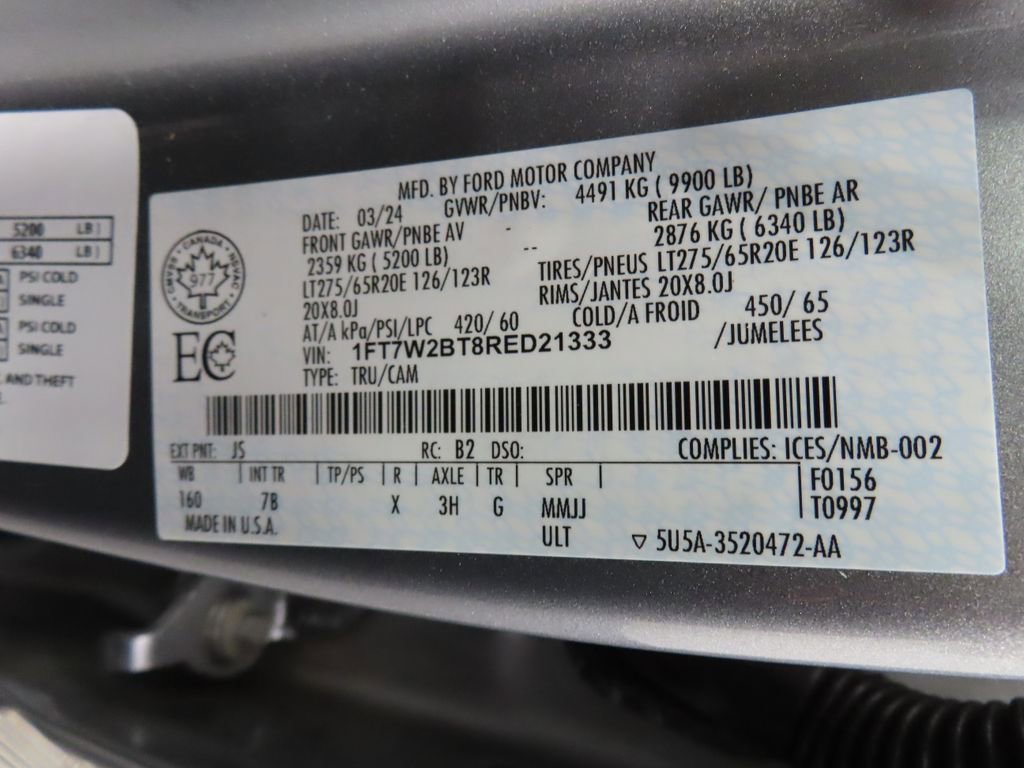 5200 LB)
6340 LB)
PSI COLD
SINGLE
PSI COLD
SINGLE
AND THEFT
MFD. BY FORD MOTOR COMPANY
DATE: 03/24 GVWR/PNBV: 4491 KG ( 9900 LB)
FRONT GAWR/PNBE AV - REAR GAWR/ PNBE AR
2359 KG ( 5200 LB) -- 2876 KG ( 6340 LB)
LT275/65R20E 126/123R TIRES/PNEUS LT275/65R20E 126/123R
20X8.0J RIMS/JANTES 20X8.0J
AT/A kPa/PSI/LPC 420/ 60 COLD/A FROID 450/ 65
VIN: 1FT7W2BT8RED21333 /JUMELEES
TYPE: TRU/CAM
CANADA
977
TRANSPORT
EC
EXT PNT: JS RC: B2 DSO: COMPLIES: ICES/NMB-002
WB | INT TR | TP/PS | R | AXLE | TR | SPR | F0156
160 7B X 3H G MMJJ T0997
MADE IN U.S.A. ULT ▽ 5U5A-3520472-AA